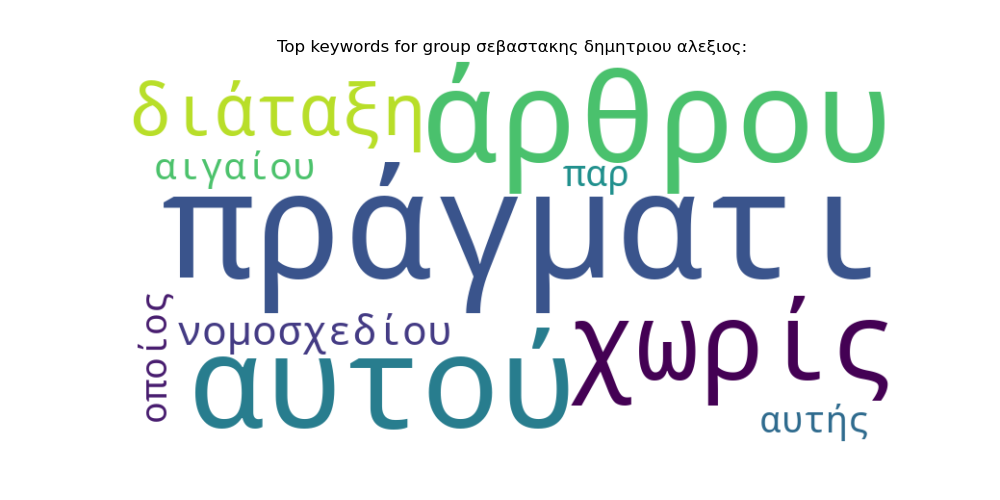 Top keywords for group σεβαστακης δημητριου αλεξιος:
διάταξη
άρθρου
αιγαίου
παρ
πράγματι
οποίος
νομοσχεδίου
χωρίς
αυτού
αυτής